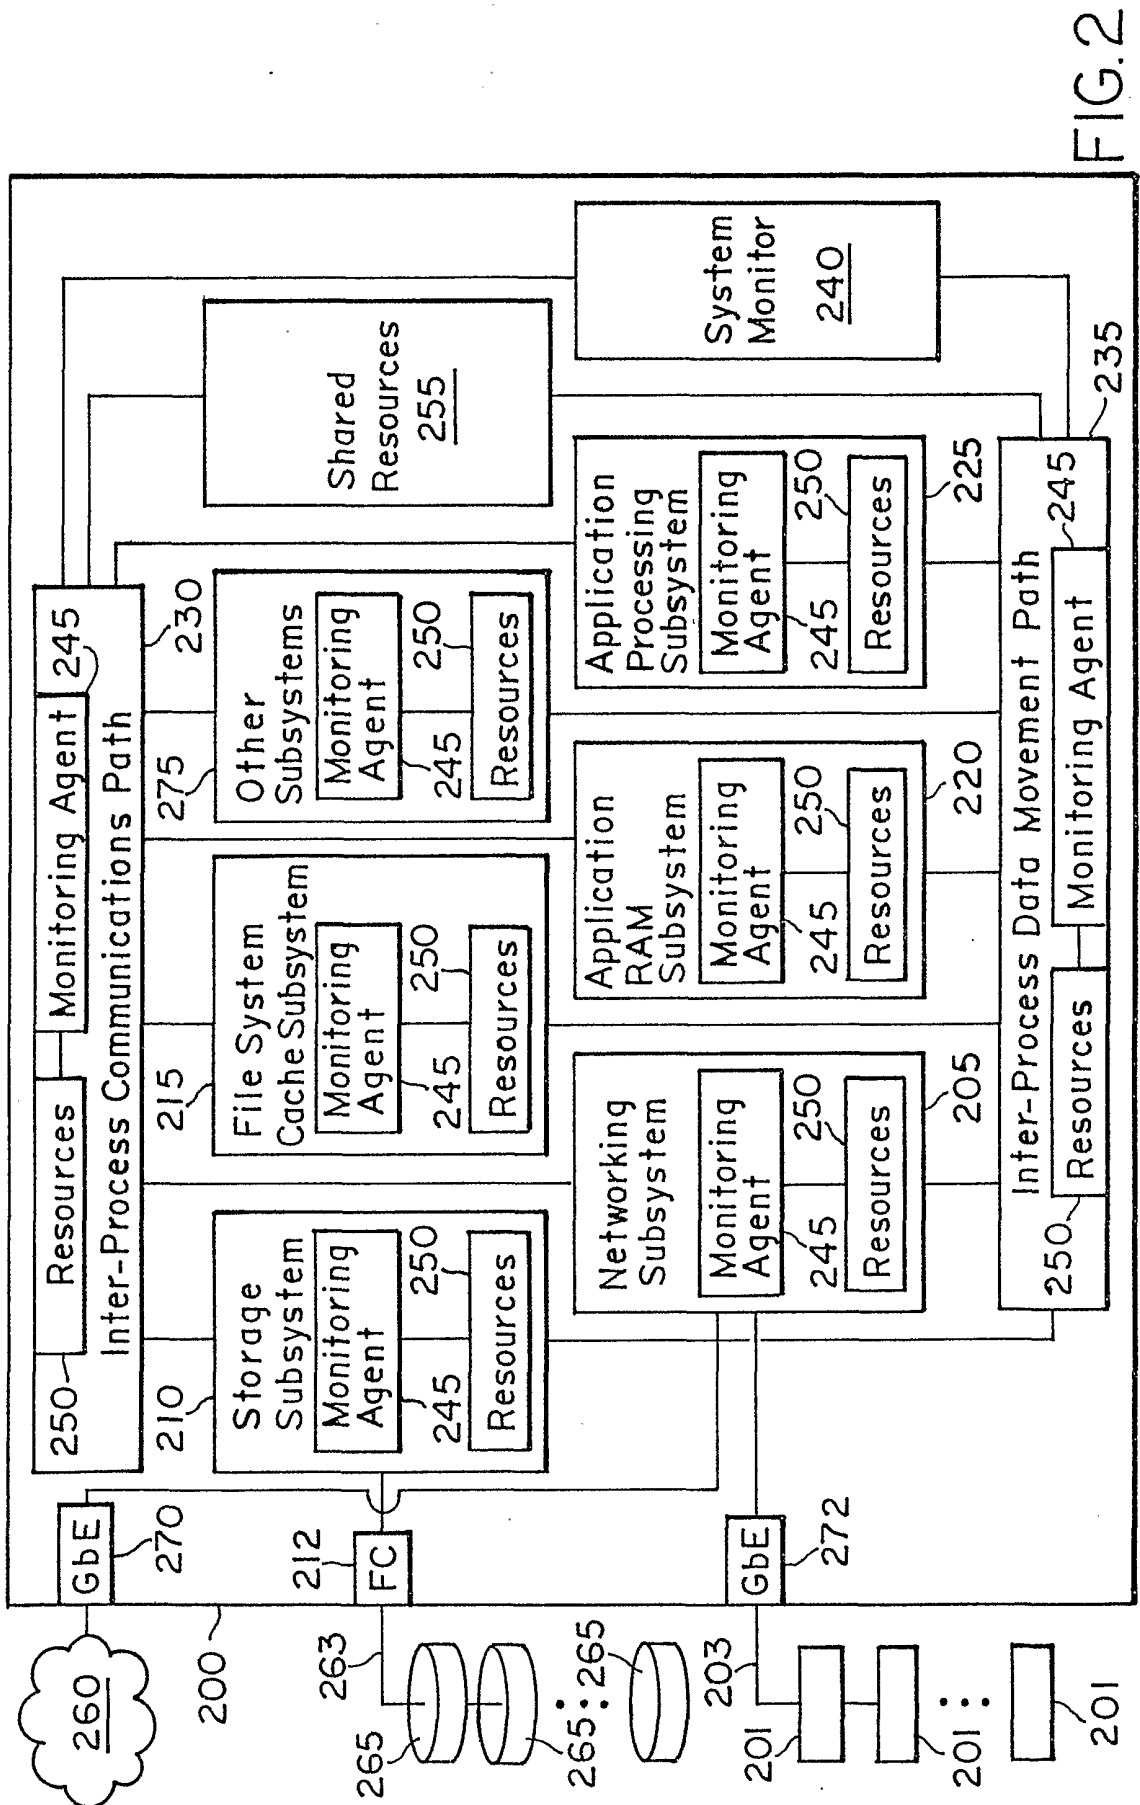 260
GbE
270
200
250
Resources
Monitoring Agent
245
Inter-Process Communications Path
230
210
Storage
Subsystem
Monitoring
Agent
245
250
Resources
215
File System
Cache Subsystem
Monitoring
Agent
245
250
Resources
275
Other
Subsystems
Monitoring
Agent
245
250
Resources
Shared
Resources
255
212
FC
263
265
265
265
Networking
Subsystem
Monitoring
Agent
245
250
Resources
205
Application
RAM
Subsystem
Monitoring
Agent
245
250
Resources
220
Application
Processing
Subsystem
Monitoring
Agent
245
250
Resources
225
System
Monitor
240
GbE
272
203
201
201
201
Inter-Process Data Movement Path
235
250
Resources
Monitoring Agent
245
FIG.2